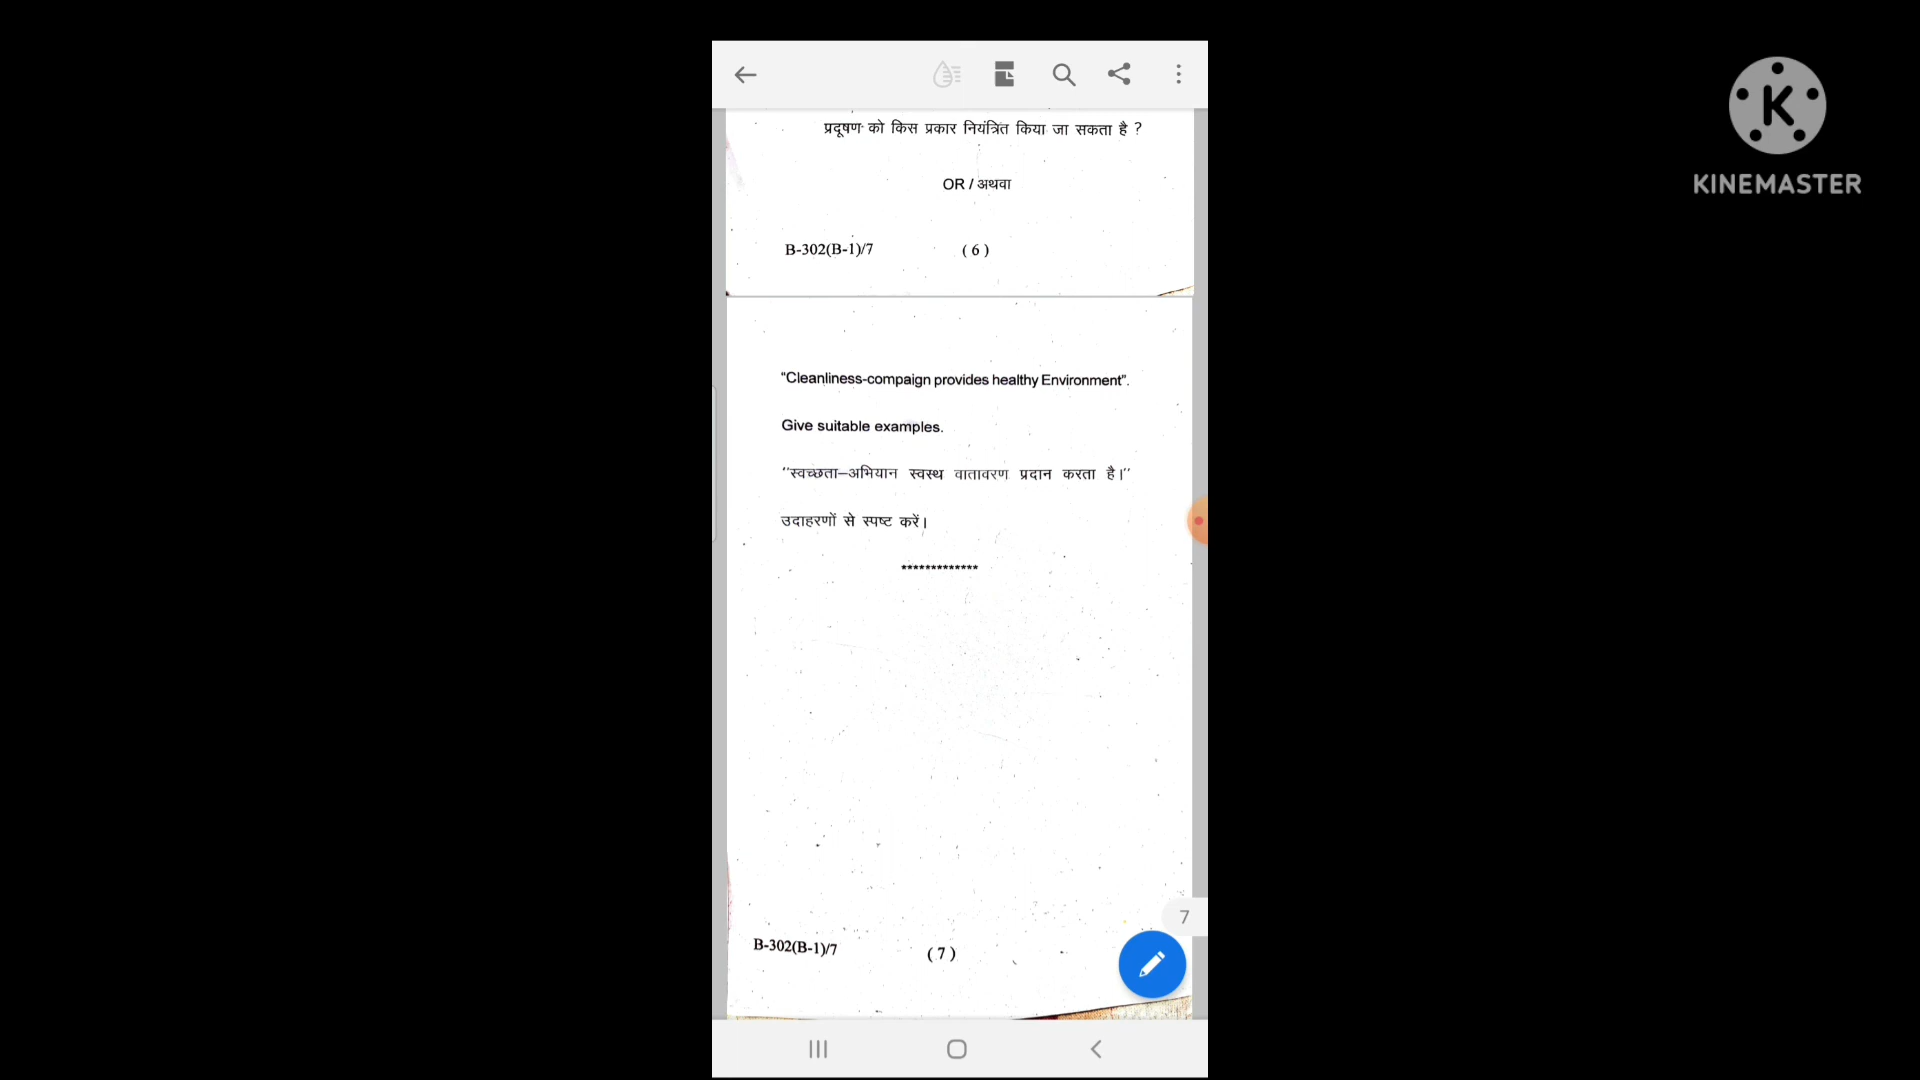 प्रदूषण को किस प्रकार नियंत्रित किया जा सकता है ?
OR / अथवा
B-302(B-1)/7 ( 6 )
"Cleanliness-compaign provides healthy Environment".
Give suitable examples.
''स्वच्छता–अभियान स्वस्थ वातावरण प्रदान करता है।''
उदाहरणों से स्पष्ट करें।
*************
7
B-302(B-1)/7 ( 7 )
K
KINEMASTER